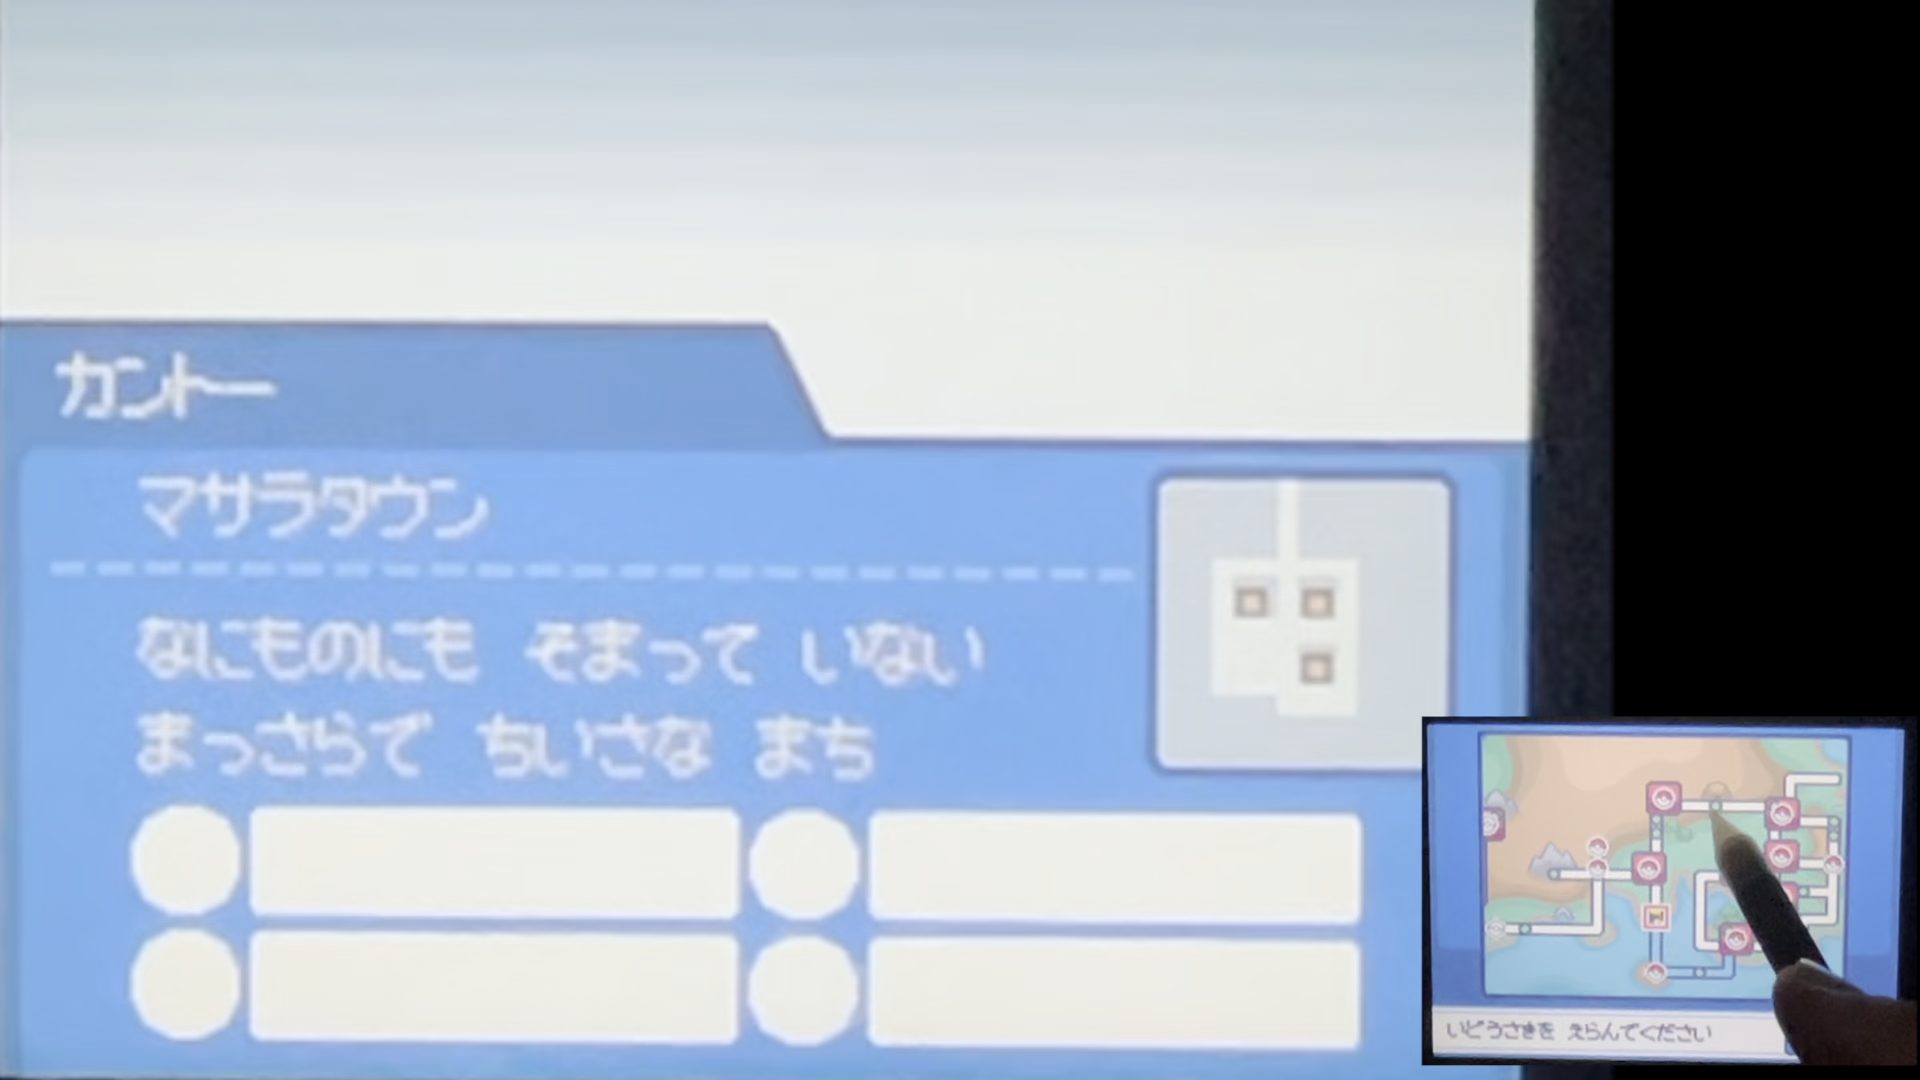 カントー
マサラタウン
なにものにも そまって いない
まっさらで ちいさな まち
いどうさきを えらんでください